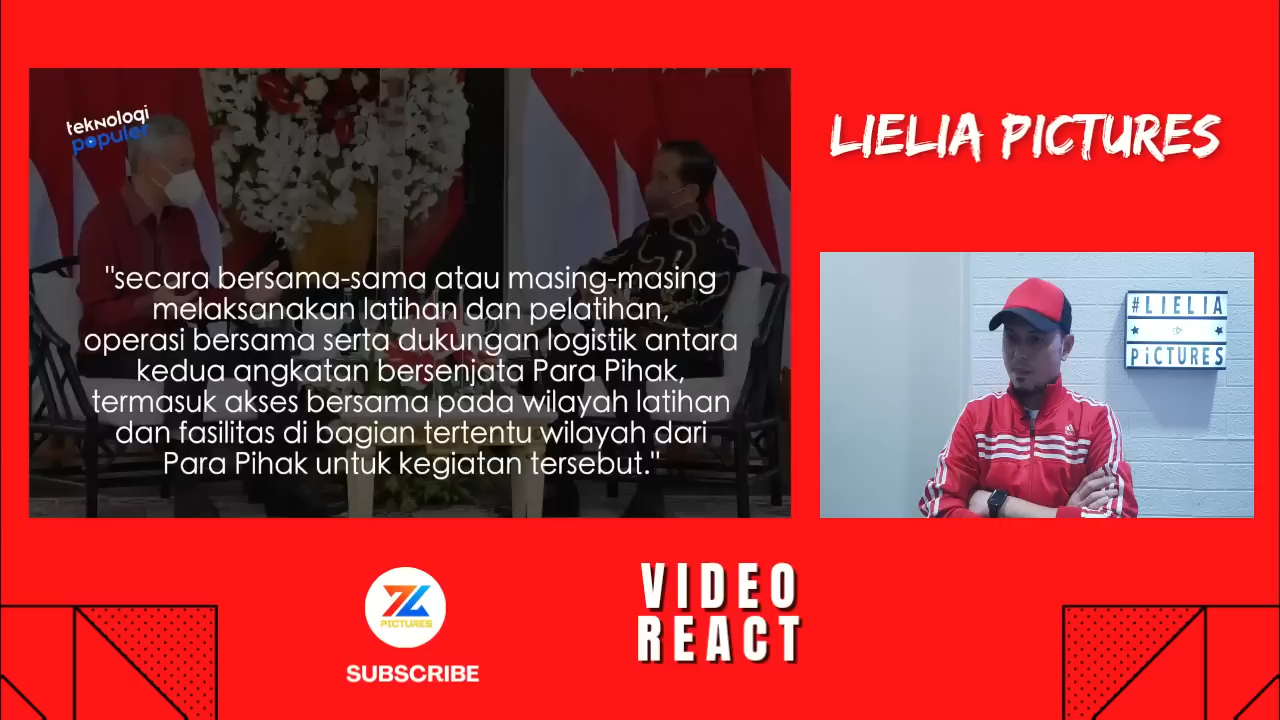 teknologi
populer
LIELIA PICTURES
"secara bersama-sama atau masing-masing
melaksanakan latihan dan pelatihan,
operasi bersama serta dukungan logistik antara
kedua angkatan bersenjata Para Pihak,
termasuk akses bersama pada wilayah latihan
dan fasilitas di bagian tertentu wilayah dari
Para Pihak untuk kegiatan tersebut."
#LIELIA
PiCTURES
adidas
PICTURES
SUBSCRIBE
VIDEO
REACT